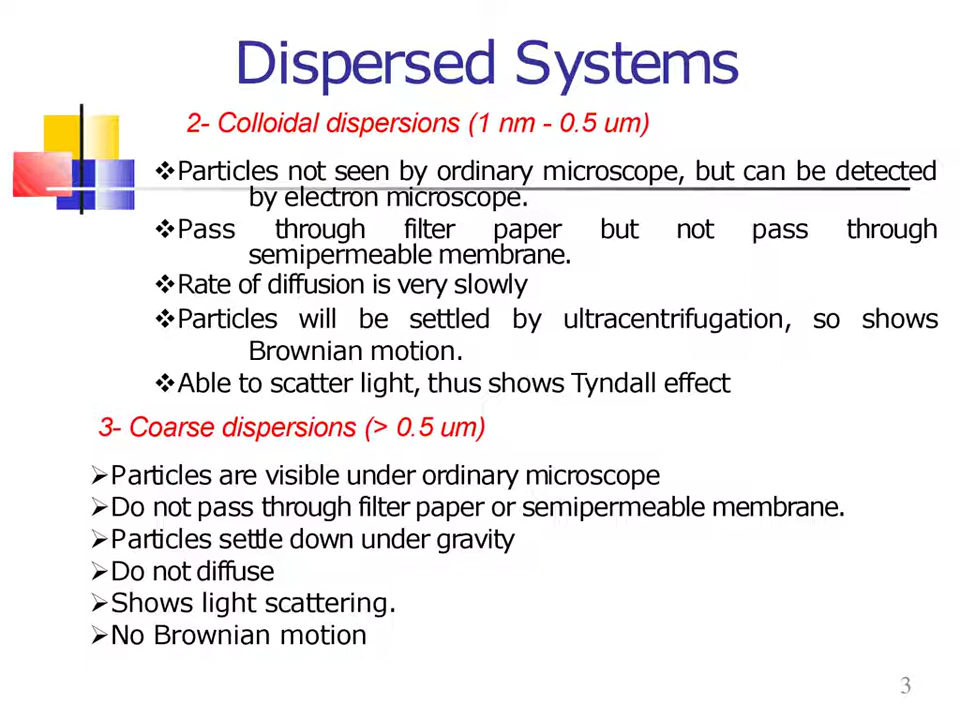 Dispersed Systems
2- Colloidal dispersions (1 nm - 0.5 um)
❖Particles not seen by ordinary microscope, but can be detected
by electron microscope.
❖Pass through filter paper but not pass through
semipermeable membrane.
❖Rate of diffusion is very slowly
❖Particles will be settled by ultracentrifugation, so shows
Brownian motion.
❖Able to scatter light, thus shows Tyndall effect
3- Coarse dispersions (> 0.5 um)
➢Particles are visible under ordinary microscope
➢Do not pass through filter paper or semipermeable membrane.
➢Particles settle down under gravity
➢Do not diffuse
➢Shows light scattering.
➢No Brownian motion
3